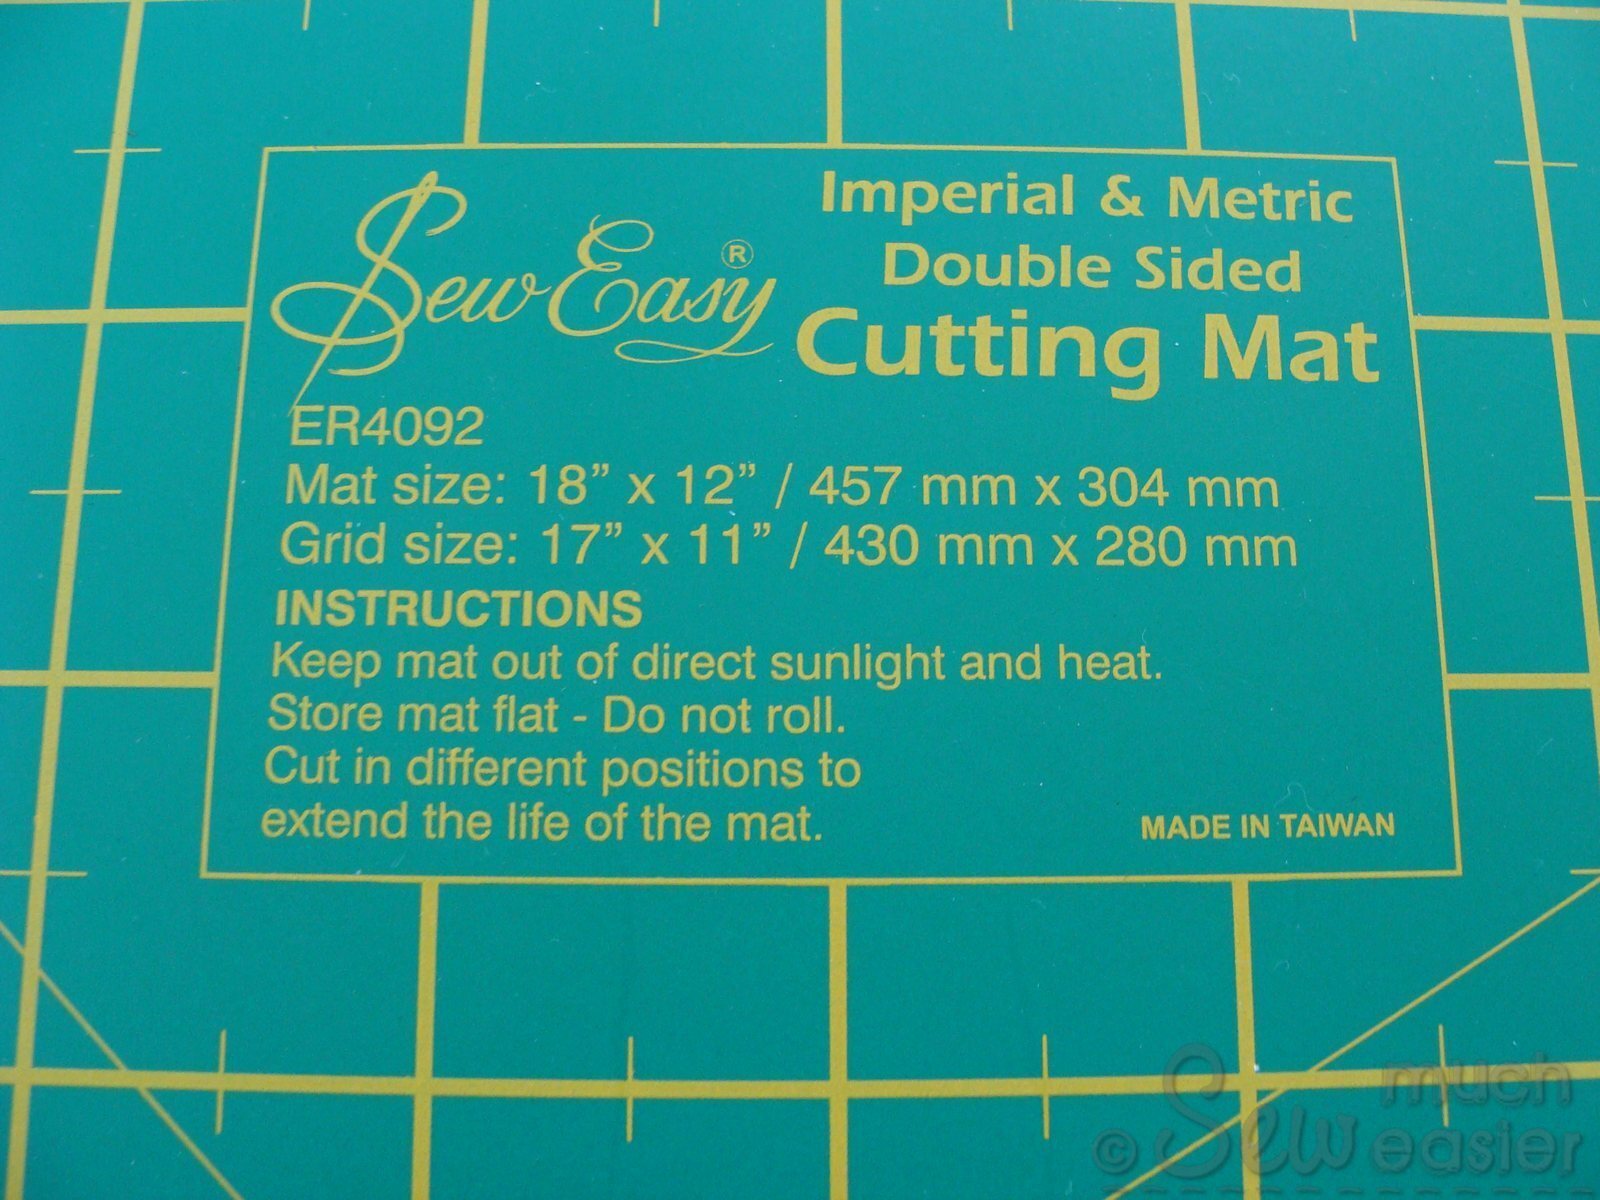 Sew Easy®
Imperial & Metric
Double Sided
Cutting Mat
ER4092
Mat size: 18” x 12” / 457 mm x 304 mm
Grid size: 17” x 11” / 430 mm x 280 mm
INSTRUCTIONS
Keep mat out of direct sunlight and heat.
Store mat flat - Do not roll.
Cut in different positions to
extend the life of the mat.
MADE IN TAIWAN
© Sew much easier